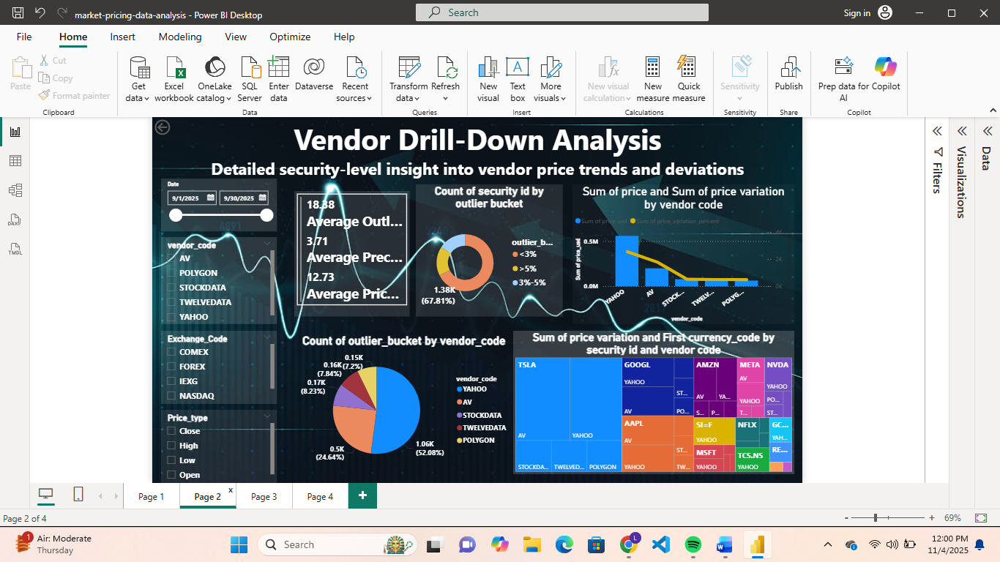 market-pricing-data-analysis - Power BI Desktop
Search
Sign in
File Home Insert Modeling View Optimize Help
Paste
Cut
Copy
Format painter
Clipboard
Get data
Excel workbook
OneLake catalog
SQL Server
Enter data
Dataverse
Recent sources
Data
Transform data
Refresh
Queries
New visual
Text box
More visuals
Insert
New visual calculation
New measure
Quick measure
Calculations
Sensitivity
Sensitivity
Publish
Share
Prep data for AI
Copilot
Copilot
Vendor Drill-Down Analysis
Detailed security-level insight into vendor price trends and deviations
Date
9/1/2025 9/30/2025
vendor_code
AV
POLYGON
STOCKDATA
TWELVEDATA
YAHOO
Exchange_Code
COMEX
FOREX
IEXG
NASDAQ
Price_type
Close
High
Low
Open
18.38
Average Outl...
3.71
Average Prec...
12.73
Average Pric...
Count of security id by
outlier bucket
1.38K
(67.81%)
outlier_b...
<3%
>5%
3%-5%
Sum of price and Sum of price variation
by vendor code
Sum of price_usd Sum of price_variation_percent
Sum of price_usd
0.5M
0.0M
4K
2K
0K
YAHOO
AV
STOCK...
TWELV...
POLYG...
vendor_code
Count of outlier_bucket by vendor_code
0.15K
(7.2%)
0.16K
(7.84%)
0.17K
(8.23%)
0.5K
(24.64%)
1.06K
(52.08%)
vendor_code
YAHOO
AV
STOCKDATA
TWELVEDATA
POLYGON
Sum of price variation and First currency_code by
security id and vendor code
TSLA
AV
YAHOO
STOCKDA...
TWELVED...
POLYGON
GOOGL
YAHOO
AV
ST...
PO...
AAPL
AV
YAHOO
ST...
TW...
AMZN
AV
YA...
S...
P...
META
AV
YAHOO
T...
NVDA
YAHOO
PO...
ST...
SI=F
YAHOO
MSFT
YAHOO
NFLX
TCS.NS
YAHOO
GC...
YAH...
RE...
Filters
Visualizations
Data
DAX
TMDL
Page 1 Page 2 x Page 3 Page 4 +
Page 2 of 4
- + 69%
1
Air: Moderate
Thursday
Search
L
12:00 PM
11/4/2025